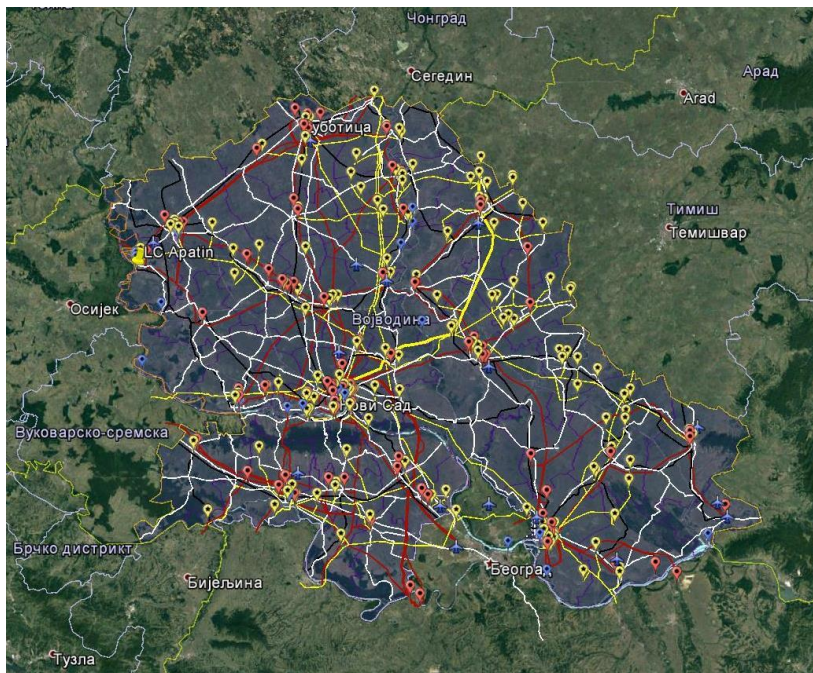 Чонград
Сегедин
Арад
Arad
уботица
Тимиш
Темишвар
LC Apatin
Осијек
Војводина
ови Сад
Вуковарско-сремска
Брчко дистрикт
Београ
Бијељина
Тузла